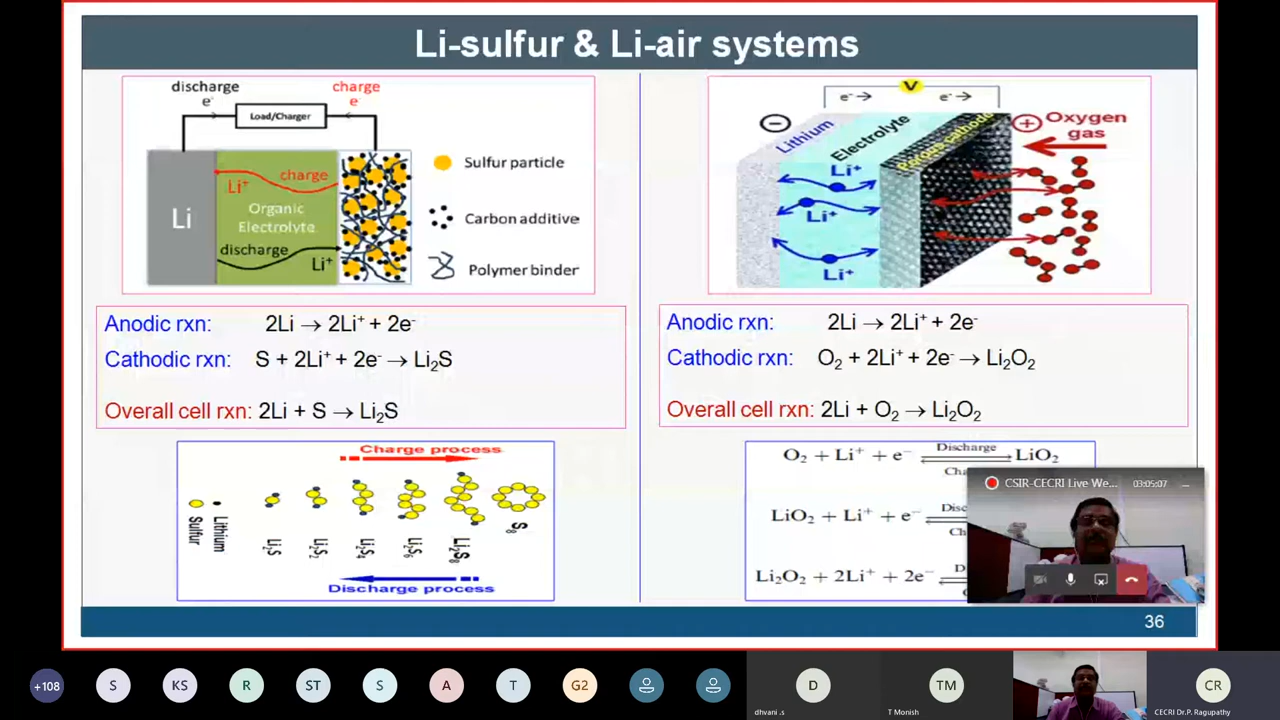 Li-sulfur & Li-air systems
discharge
e⁻
charge
e⁻
Load/Charger
Li
Li⁺
charge
Organic
Electrolyte
discharge
Li⁺
Sulfur particle
Carbon additive
Polymer binder
Anodic rxn: 2Li → 2Li⁺ + 2e⁻
Cathodic rxn: S + 2Li⁺ + 2e⁻ → Li₂S
Overall cell rxn: 2Li + S → Li₂S
Charge process
Sulfur
Lithium
Li₂S
Li₂S₂
Li₂S₄
Li₂S₆
Li₂S₈
S₈
Discharge process
V
e⁻ →
e⁻ →
−
Lithium
Electrolyte
Porous cathode
+
Oxygen
gas
Li⁺
Li⁺
Li⁺
Anodic rxn: 2Li → 2Li⁺ + 2e⁻
Cathodic rxn: O₂ + 2Li⁺ + 2e⁻ → Li₂O₂
Overall cell rxn: 2Li + O₂ → Li₂O₂
O₂ + Li⁺ + e⁻ Discharge LiO₂
Cha
LiO₂ + Li⁺ + e⁻ Disc
Ch
Li₂O₂ + 2Li⁺ + 2e⁻ D
CSIR-CECRI Live We... 03:05:07
36
+108 S KS R ST S A T G2 D TM CR
dhvani .s T Monish CECRI Dr.P. Ragupathy